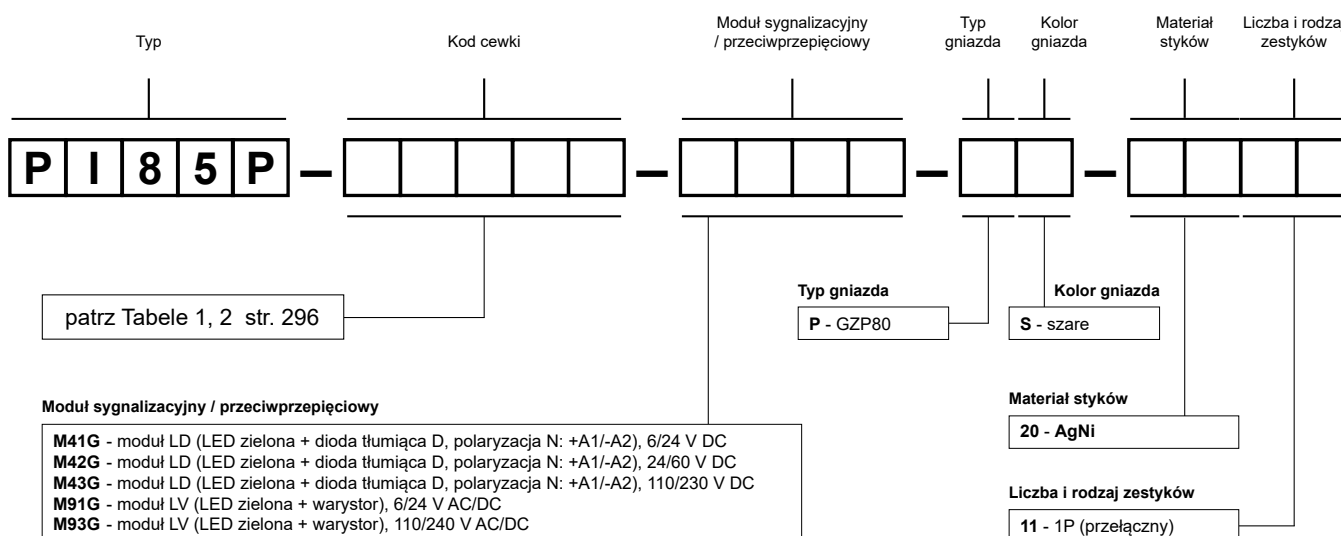 Typ
Kod cewki
Moduł sygnalizacyjny
/ przeciwprzepięciowy
Typ
gniazda
Kolor
gniazda
Materiał
styków
Liczba i rodza
zestyków
P I 8 5 P – – – –
patrz Tabele 1, 2 str. 296
Typ gniazda
P - GZP80
Kolor gniazda
S - szare
Moduł sygnalizacyjny / przeciwprzepięciowy
M41G - moduł LD (LED zielona + dioda tłumiąca D, polaryzacja N: +A1/-A2), 6/24 V DC
M42G - moduł LD (LED zielona + dioda tłumiąca D, polaryzacja N: +A1/-A2), 24/60 V DC
M43G - moduł LD (LED zielona + dioda tłumiąca D, polaryzacja N: +A1/-A2), 110/230 V DC
M91G - moduł LV (LED zielona + warystor), 6/24 V AC/DC
M93G - moduł LV (LED zielona + warystor), 110/240 V AC/DC
Materiał styków
20 - AgNi
Liczba i rodzaj zestyków
11 - 1P (przełączny)